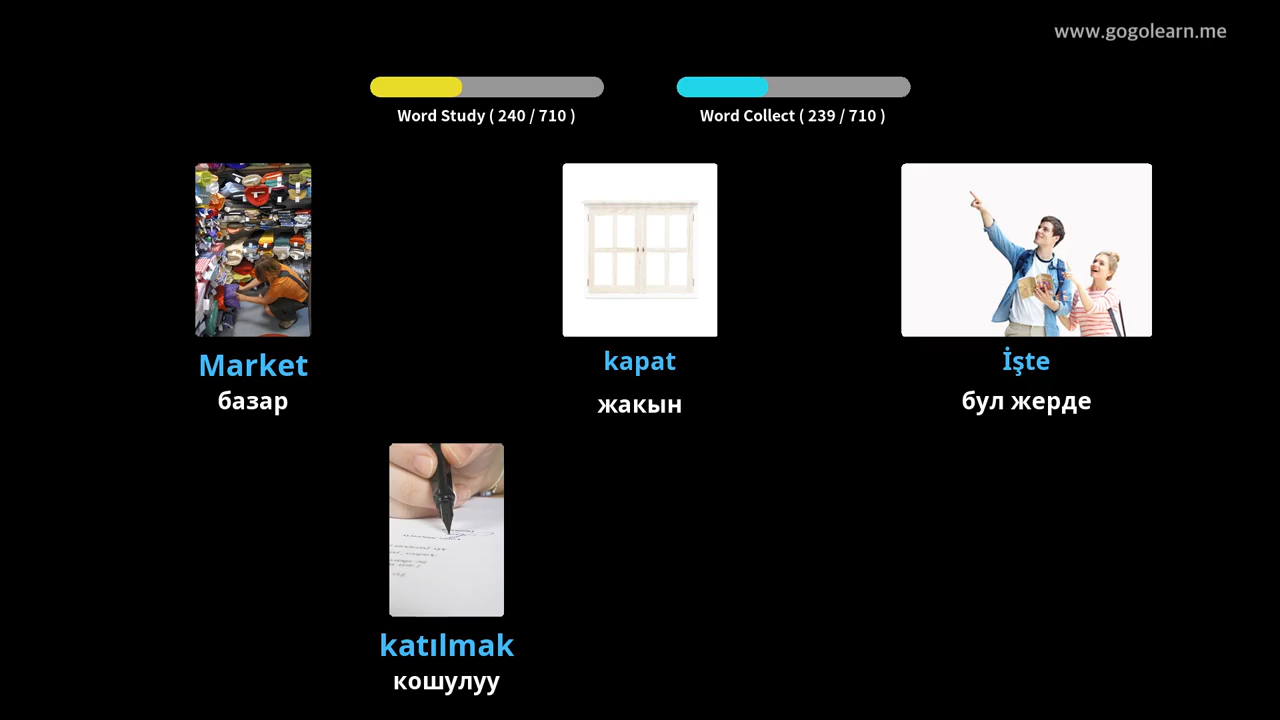 www.gogolearn.me
Word Study ( 240 / 710 )
Word Collect ( 239 / 710 )
Market
базар
kapat
жакын
İşte
бул жерде
katılmak
кошулуу